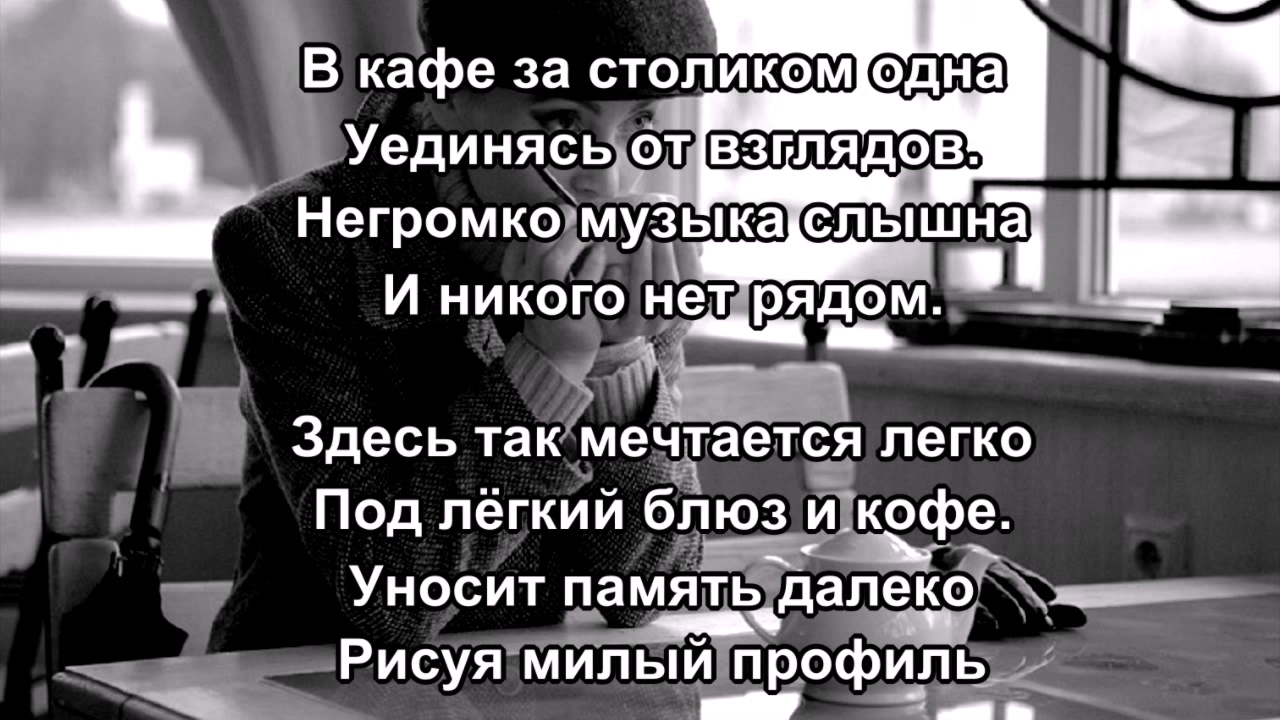 В кафе за столиком одна
Уединясь от взглядов.
Негромко музыка слышна
И никого нет рядом.
Здесь так мечтается легко
Под лёгкий блюз и кофе.
Уносит память далеко
Рисуя милый профиль